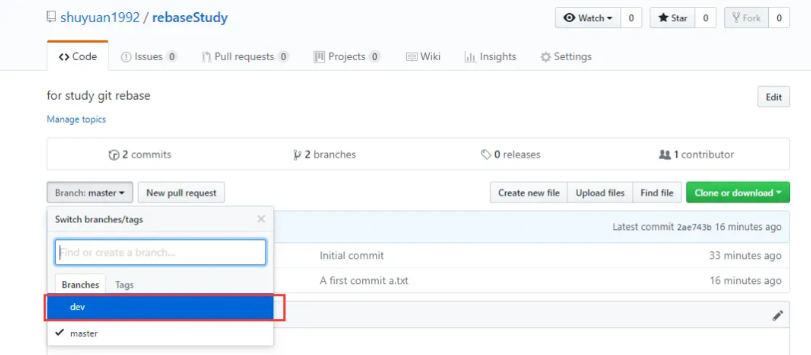 shuyuan1992 / rebaseStudy
Watch 0 Star 0 Fork 0
Code Issues 0 Pull requests 0 Projects 0 Wiki Insights Settings
for study git rebase
Edit
Manage topics
2 commits 2 branches 0 releases 1 contributor
Branch: master New pull request Create new file Upload files Find file Clone or download
Switch branches/tags
Latest commit 2ae743b 16 minutes ago
Find or create a branch...
Initial commit 33 minutes ago
Branches Tags A first commit a.txt 16 minutes ago
dev
master